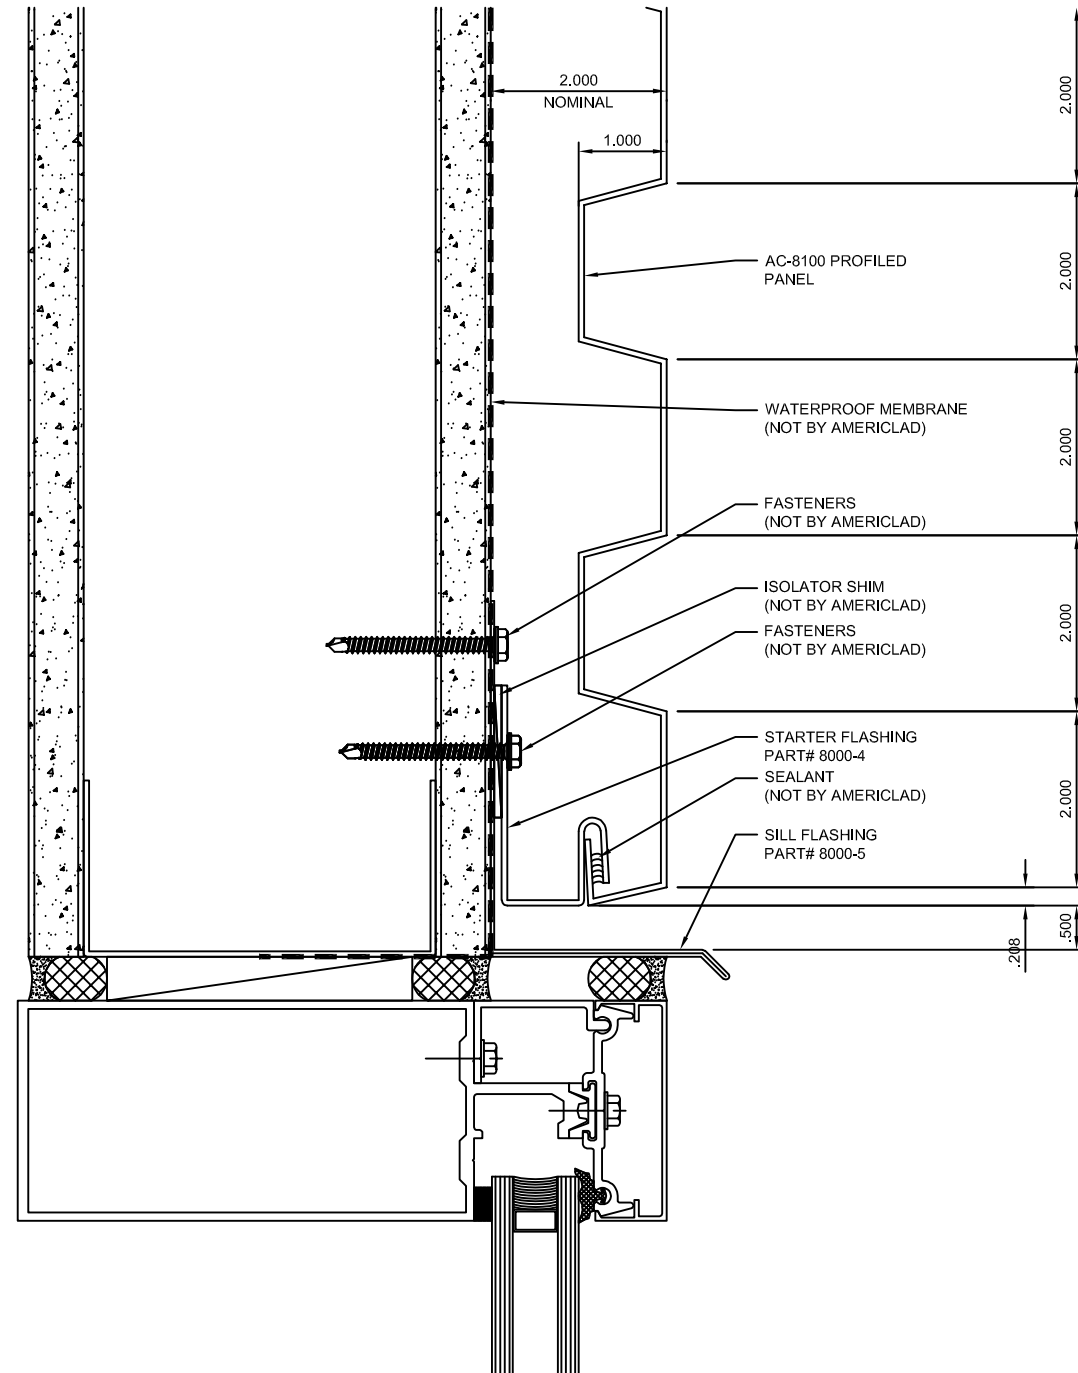 2.000
NOMINAL
1.000
2.000
AC-8100 PROFILED
PANEL
2.000
WATERPROOF MEMBRANE
(NOT BY AMERICLAD)
2.000
FASTENERS
(NOT BY AMERICLAD)
ISOLATOR SHIM
(NOT BY AMERICLAD)
2.000
FASTENERS
(NOT BY AMERICLAD)
STARTER FLASHING
PART# 8000-4
SEALANT
(NOT BY AMERICLAD)
2.000
SILL FLASHING
PART# 8000-5
.208
.500